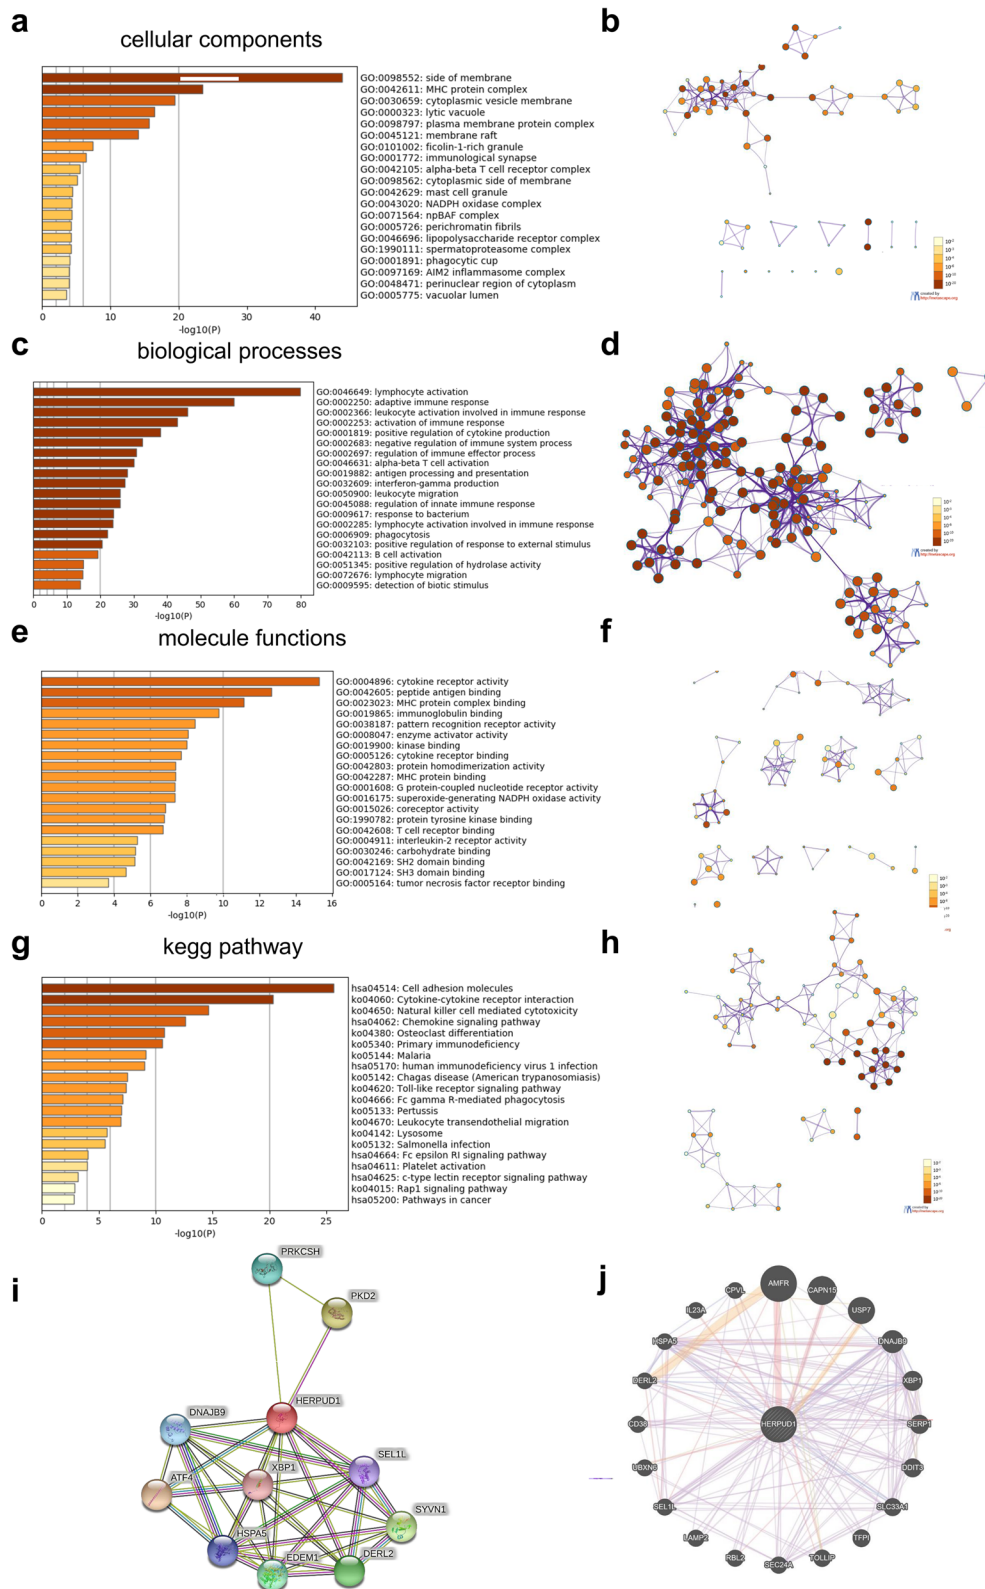 a
cellular components
GO:0098552: side of membrane
GO:0042611: MHC protein complex
GO:0030659: cytoplasmic vesicle membrane
GO:0000323: lytic vacuole
GO:0098797: plasma membrane protein complex
GO:0045121: membrane raft
GO:0101002: ficolin-1-rich granule
GO:0001772: immunological synapse
GO:0042105: alpha-beta T cell receptor complex
GO:0098562: cytoplasmic side of membrane
GO:0042629: mast cell granule
GO:0043020: NADPH oxidase complex
GO:0071564: npBAF complex
GO:0005726: perichromatin fibrils
GO:0046696: lipopolysaccharide receptor complex
GO:1990111: spermatoproteasome complex
GO:0001891: phagocytic cup
GO:0097169: AIM2 inflammasome complex
GO:0048471: perinuclear region of cytoplasm
GO:0005775: vacuolar lumen
0 10 20 30 40
-log10(P)
b
created by
http://metascape.org
c
biological processes
GO:0046649: lymphocyte activation
GO:0002250: adaptive immune response
GO:0002366: leukocyte activation involved in immune response
GO:0002253: activation of immune response
GO:0001819: positive regulation of cytokine production
GO:0002683: negative regulation of immune system process
GO:0002697: regulation of immune effector process
GO:0046631: alpha-beta T cell activation
GO:0019882: antigen processing and presentation
GO:0032609: interferon-gamma production
GO:0050900: leukocyte migration
GO:0045088: regulation of innate immune response
GO:0009617: response to bacterium
GO:0002285: lymphocyte activation involved in immune response
GO:0006909: phagocytosis
GO:0032103: positive regulation of response to external stimulus
GO:0042113: B cell activation
GO:0051345: positive regulation of hydrolase activity
GO:0072676: lymphocyte migration
GO:0009595: detection of biotic stimulus
0 10 20 30 40 50 60 70 80
-log10(P)
d
created by
http://metascape.org
e
molecule functions
GO:0004896: cytokine receptor activity
GO:0042605: peptide antigen binding
GO:0023023: MHC protein complex binding
GO:0019865: immunoglobulin binding
GO:0038187: pattern recognition receptor activity
GO:0008047: enzyme activator activity
GO:0019900: kinase binding
GO:0005126: cytokine receptor binding
GO:0042803: protein homodimerization activity
GO:0042287: MHC protein binding
GO:0001608: G protein-coupled nucleotide receptor activity
GO:0016175: superoxide-generating NADPH oxidase activity
GO:0015026: coreceptor activity
GO:1990782: protein tyrosine kinase binding
GO:0042608: T cell receptor binding
GO:0004911: interleukin-2 receptor activity
GO:0030246: carbohydrate binding
GO:0042169: SH2 domain binding
GO:0017124: SH3 domain binding
GO:0005164: tumor necrosis factor receptor binding
0 2 4 6 8 10 12 14 16
-log10(P)
f
g
kegg pathway
hsa04514: Cell adhesion molecules
ko04060: Cytokine-cytokine receptor interaction
ko04650: Natural killer cell mediated cytotoxicity
hsa04062: Chemokine signaling pathway
ko04380: Osteoclast differentiation
ko05340: Primary immunodeficiency
ko05144: Malaria
hsa05170: human immunodeficiency virus 1 infection
ko05142: Chagas disease (American trypanosomiasis)
ko04620: Toll-like receptor signaling pathway
ko04666: Fc gamma R-mediated phagocytosis
ko05133: Pertussis
ko04670: Leukocyte transendothelial migration
ko04142: Lysosome
ko05132: Salmonella infection
hsa04664: Fc epsilon RI signaling pathway
hsa04611: Platelet activation
hsa04625: c-type lectin receptor signaling pathway
ko04015: Rap1 signaling pathway
hsa05200: Pathways in cancer
0 5 10 15 20 25
-log10(P)
h
created by
http://metascape.org
i
PRKCSH
PKD2
HERPUD1
DNAJB9
SEL1L
XBP1
ATF4
SYVN1
HSPA5
DERL2
EDEM1
j
AMFR
CPVL
CAPN15
IL23A
USP7
HSPA5
DNAJB9
DERL2
XBP1
CD38
HERPUD1
SERP1
UBXN6
DDIT3
SEL1L
SLC33A1
LAMP2
TFPI
RBL2
TOLLIP
SEC24A